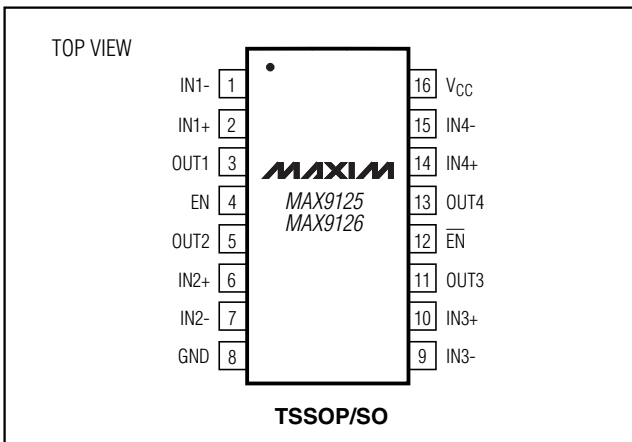 TOP VIEW
IN1- 1
IN1+ 2
OUT1 3
EN 4
OUT2 5
IN2+ 6
IN2- 7
GND 8
MAXIM
MAX9125
MAX9126
16 VCC
15 IN4-
14 IN4+
13 OUT4
12 E̅N̅
11 OUT3
10 IN3+
9 IN3-
TSSOP/SO